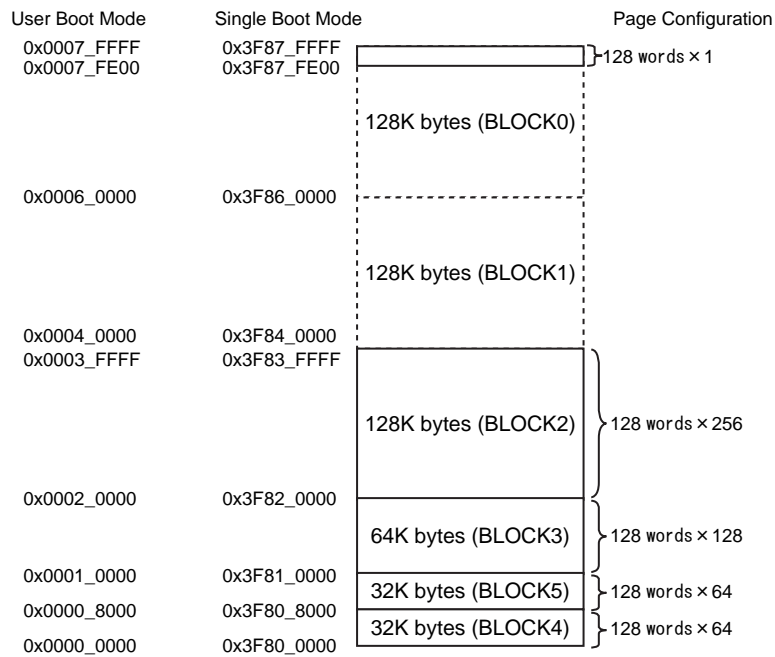 User Boot Mode Single Boot Mode Page Configuration
0x0007_FFFF 0x3F87_FFFF
0x0007_FE00 0x3F87_FE00 128 words×1
128K bytes (BLOCK0)
0x0006_0000 0x3F86_0000
128K bytes (BLOCK1)
0x0004_0000 0x3F84_0000
0x0003_FFFF 0x3F83_FFFF
128K bytes (BLOCK2) 128 words×256
0x0002_0000 0x3F82_0000
64K bytes (BLOCK3) 128 words×128
0x0001_0000 0x3F81_0000
32K bytes (BLOCK5) 128 words×64
0x0000_8000 0x3F80_8000
32K bytes (BLOCK4) 128 words×64
0x0000_0000 0x3F80_0000